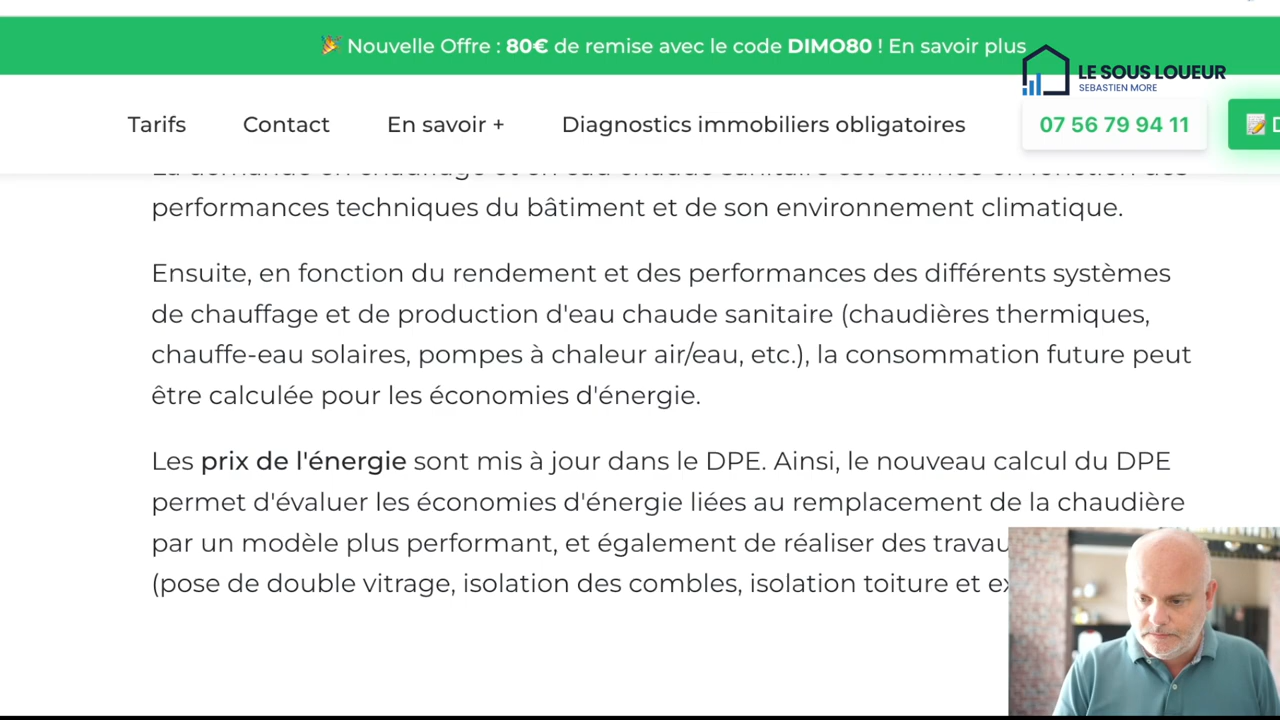 🎉 Nouvelle Offre : 80€ de remise avec le code DIMO80 ! En savoir plus
LE SOUS LOUEUR
SEBASTIEN MORE
Tarifs Contact En savoir + Diagnostics immobiliers obligatoires 07 56 79 94 11
performances techniques du bâtiment et de son environnement climatique.
Ensuite, en fonction du rendement et des performances des différents systèmes
de chauffage et de production d'eau chaude sanitaire (chaudières thermiques,
chauffe-eau solaires, pompes à chaleur air/eau, etc.), la consommation future peut
être calculée pour les économies d'énergie.
Les prix de l'énergie sont mis à jour dans le DPE. Ainsi, le nouveau calcul du DPE
permet d'évaluer les économies d'énergie liées au remplacement de la chaudière
par un modèle plus performant, et également de réaliser des
(pose de double vitrage, isolation des combles, isolation toiture et